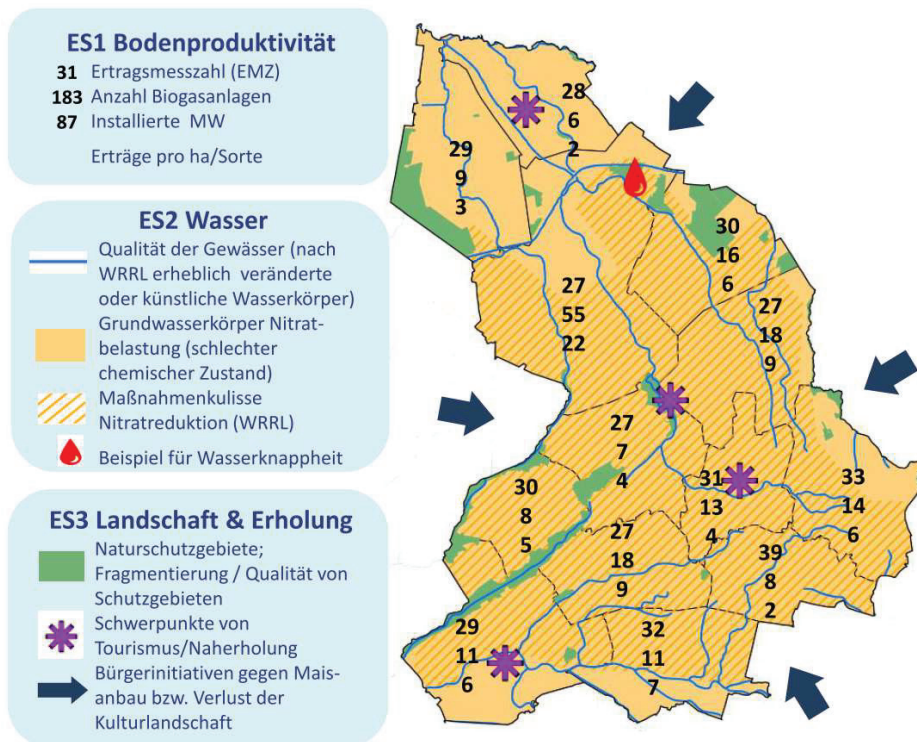 ES1 Bodenproduktivität
31 Ertragsmesszahl (EMZ)
183 Anzahl Biogasanlagen
87 Installierte MW
Erträge pro ha/Sorte
ES2 Wasser
Qualität der Gewässer (nach
WRRL erheblich veränderte
oder künstliche Wasserkörper)
Grundwasserkörper Nitrat-
belastung (schlechter
chemischer Zustand)
Maßnahmenkulisse
Nitratreduktion (WRRL)
Beispiel für Wasserknappheit
ES3 Landschaft & Erholung
Naturschutzgebiete;
Fragmentierung / Qualität von
Schutzgebieten
Schwerpunkte von
Tourismus/Naherholung
Bürgerinitiativen gegen Mais-
anbau bzw. Verlust der
Kulturlandschaft
28
6
2
29
9
3
30
16
6
27
55
22
27
18
9
27
7
4
31
13
4
33
14
6
30
8
5
27
18
9
39
8
2
29
11
6
32
11
7